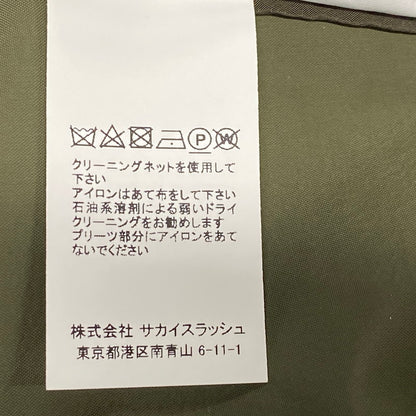 P W
クリーニングネットを使用して
下さい
アイロンはあて布をして下さい
石油系溶剤による弱いドライ
クリーニングをお勧めします
プリーツ部分にアイロンをあて
ないでください
株式会社 サカイスラッシュ
東京都港区南青山 6-11-1